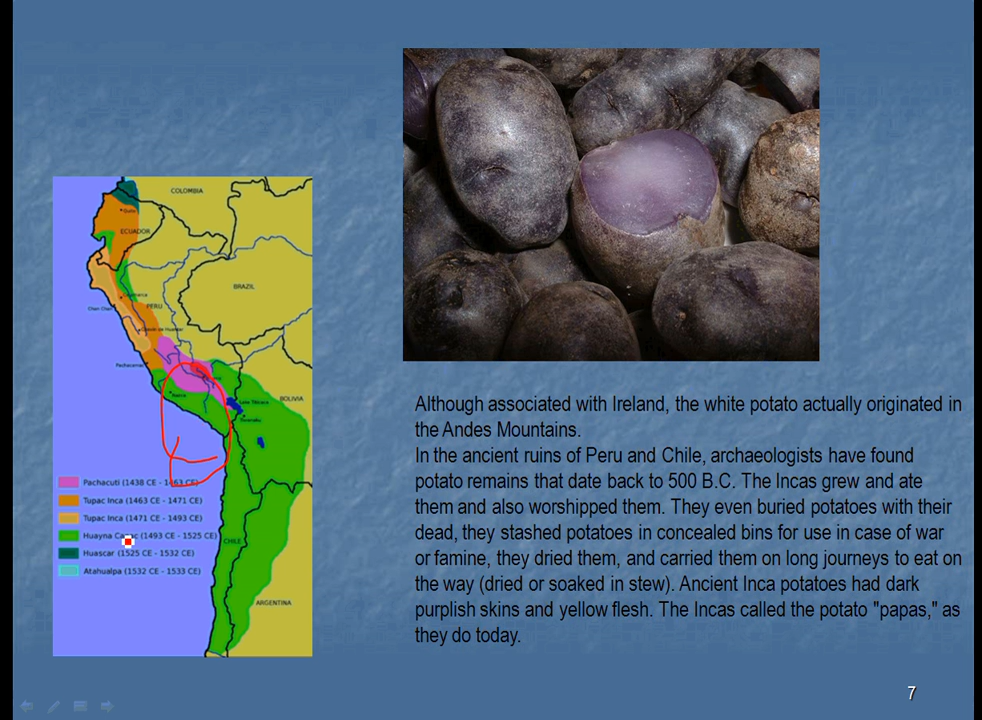 COLOMBIA
Quito
ECUADOR
BRAZIL
PERU
Chan Chan
Pachacamac
BOLIVIA
Lake Titicaca
Pachacuti (1438 CE - 1463 CE)
Tupac Inca (1463 CE - 1471 CE)
Tupac Inca (1471 CE - 1493 CE)
Huayna Capac (1493 CE - 1525 CE)
CHILE
Huascar (1525 CE - 1532 CE)
Atahualpa (1532 CE - 1533 CE)
ARGENTINA
Although associated with Ireland, the white potato actually originated in
the Andes Mountains.
In the ancient ruins of Peru and Chile, archaeologists have found
potato remains that date back to 500 B.C. The Incas grew and ate
them and also worshipped them. They even buried potatoes with their
dead, they stashed potatoes in concealed bins for use in case of war
or famine, they dried them, and carried them on long journeys to eat on
the way (dried or soaked in stew). Ancient Inca potatoes had dark
purplish skins and yellow flesh. The Incas called the potato "papas," as
they do today.
7